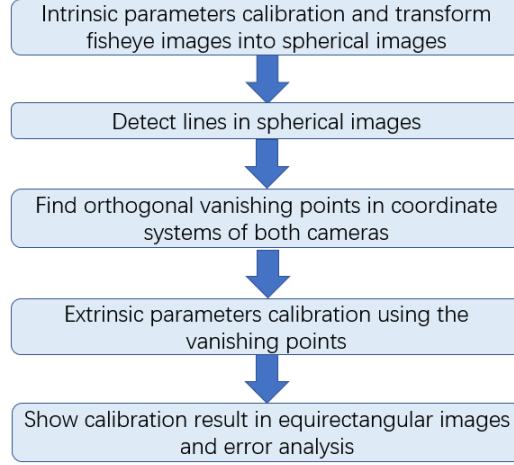 Intrinsic parameters calibration and transform
fisheye images into spherical images
Detect lines in spherical images
Find orthogonal vanishing points in coordinate
systems of both cameras
Extrinsic parameters calibration using the
vanishing points
Show calibration result in equirectangular images
and error analysis